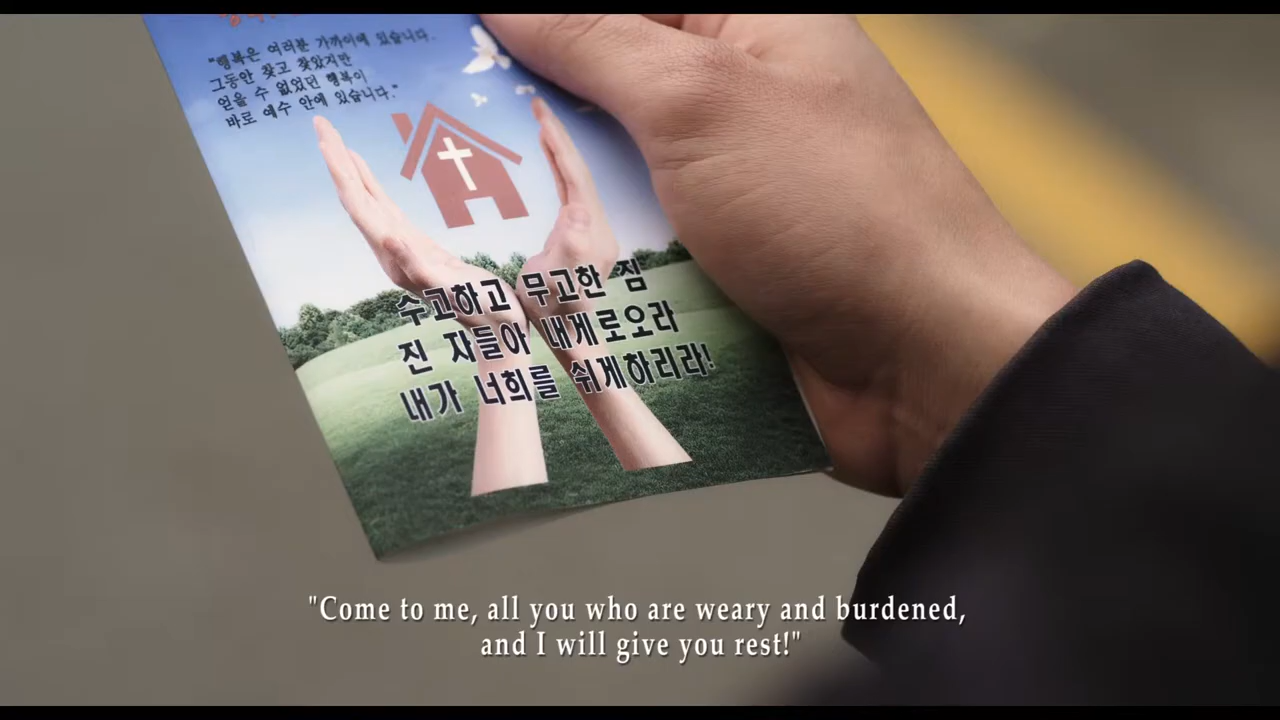 "행복은 여러분 가까이에 있습니다.
그동안 찾고 찾았지만
얻을 수 없었던 행복이
바로 예수 안에 있습니다."
수고하고 무고한 짐
진 자들아 내게로오라
내가 너희를 쉬게하리라!
"Come to me, all you who are weary and burdened,
and I will give you rest!"